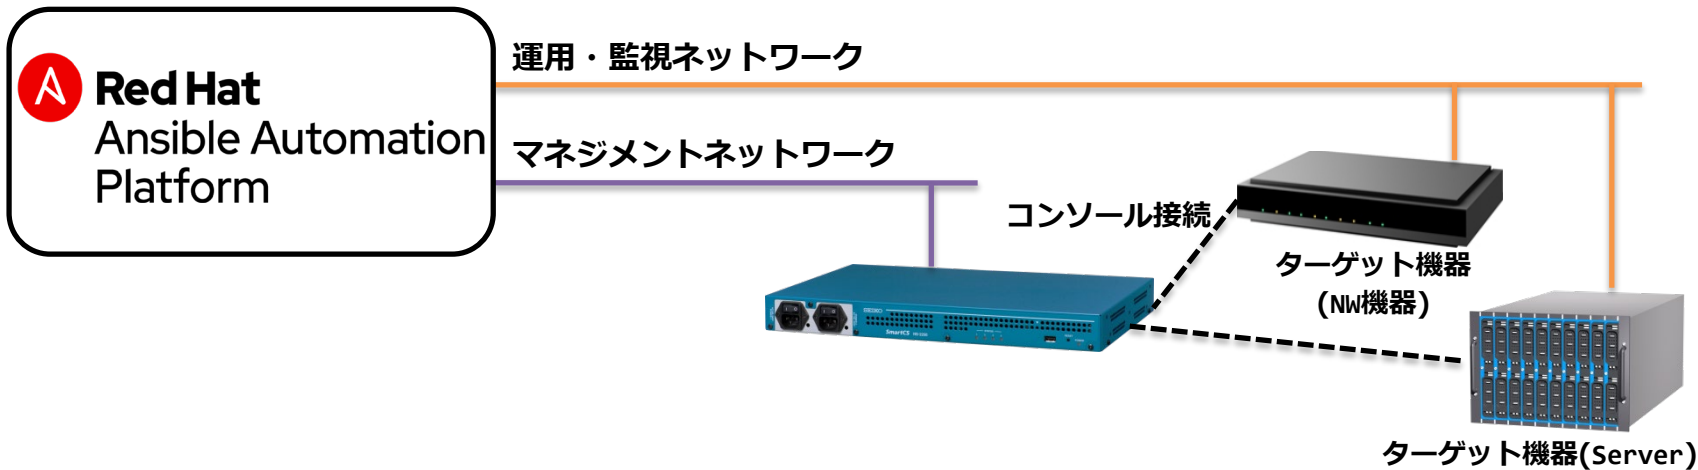 運用・監視ネットワーク
Red Hat
Ansible Automation
Platform
マネジメントネットワーク
コンソール接続
ターゲット機器
(NW機器)
SEIKO
SmartCS
ターゲット機器(Server)